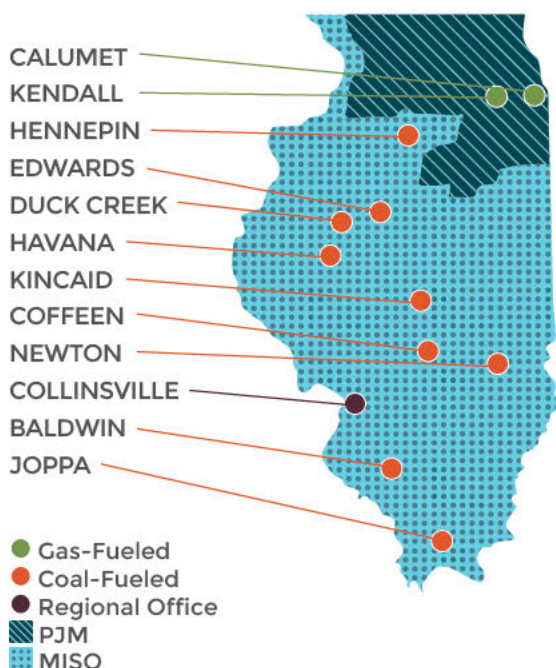 CALUMET
KENDALL
HENNEPIN
EDWARDS
DUCK CREEK
HAVANA
KINCAID
COFFEEN
NEWTON
COLLINSVILLE
BALDWIN
JOPPA
Gas-Fueled
Coal-Fueled
Regional Office
PJM
MISO